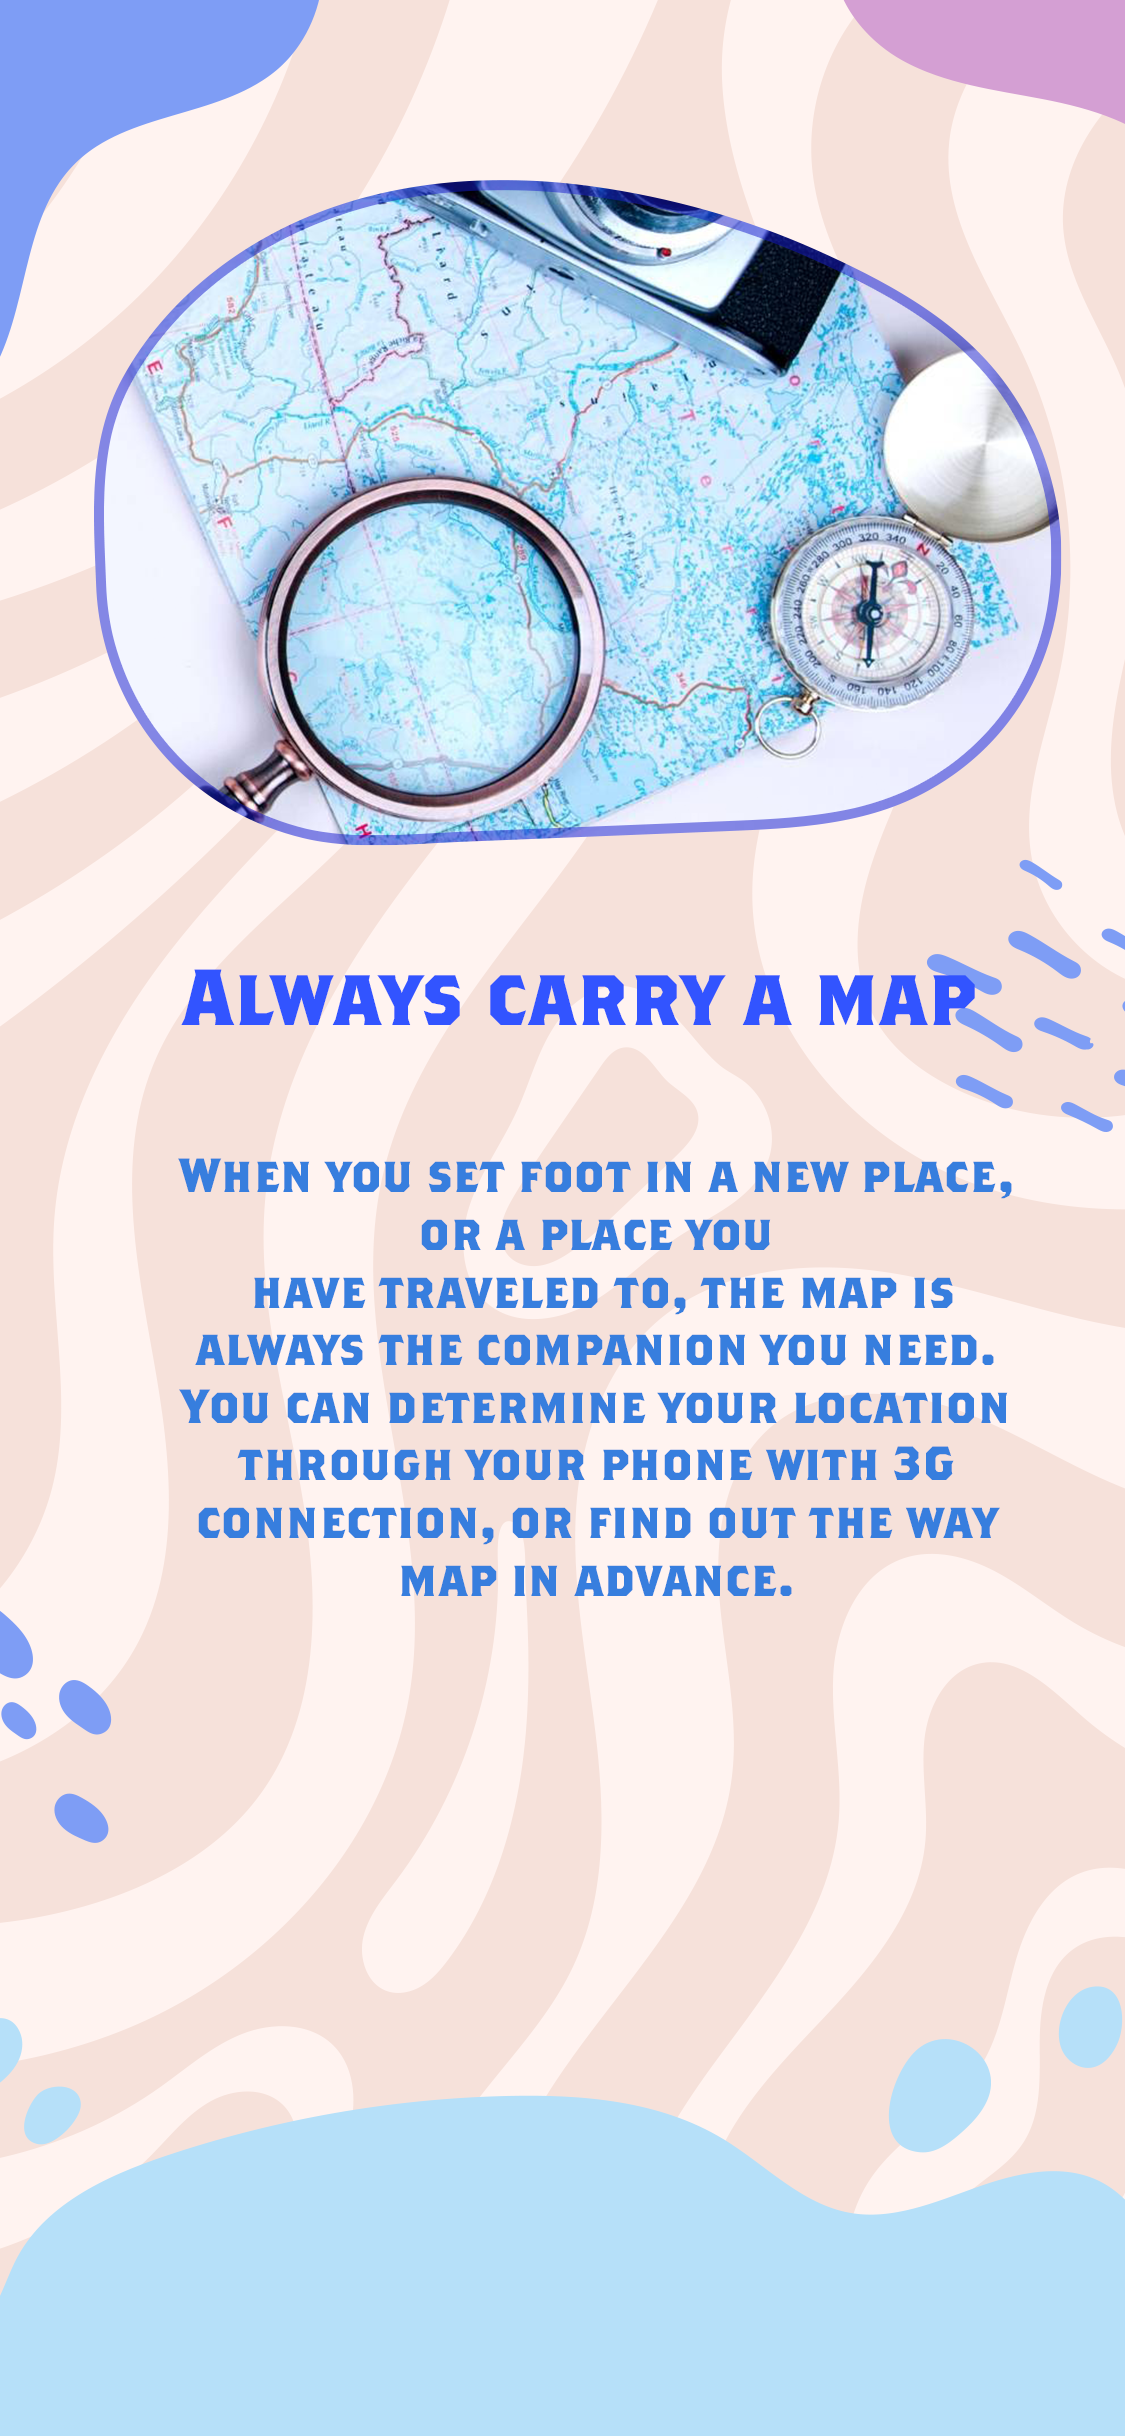 Always carry a map
When you set foot in a new place,
or a place you
have traveled to, the map is
always the companion you need.
You can determine your location
through your phone with 3G
connection, or find out the way
map in advance.